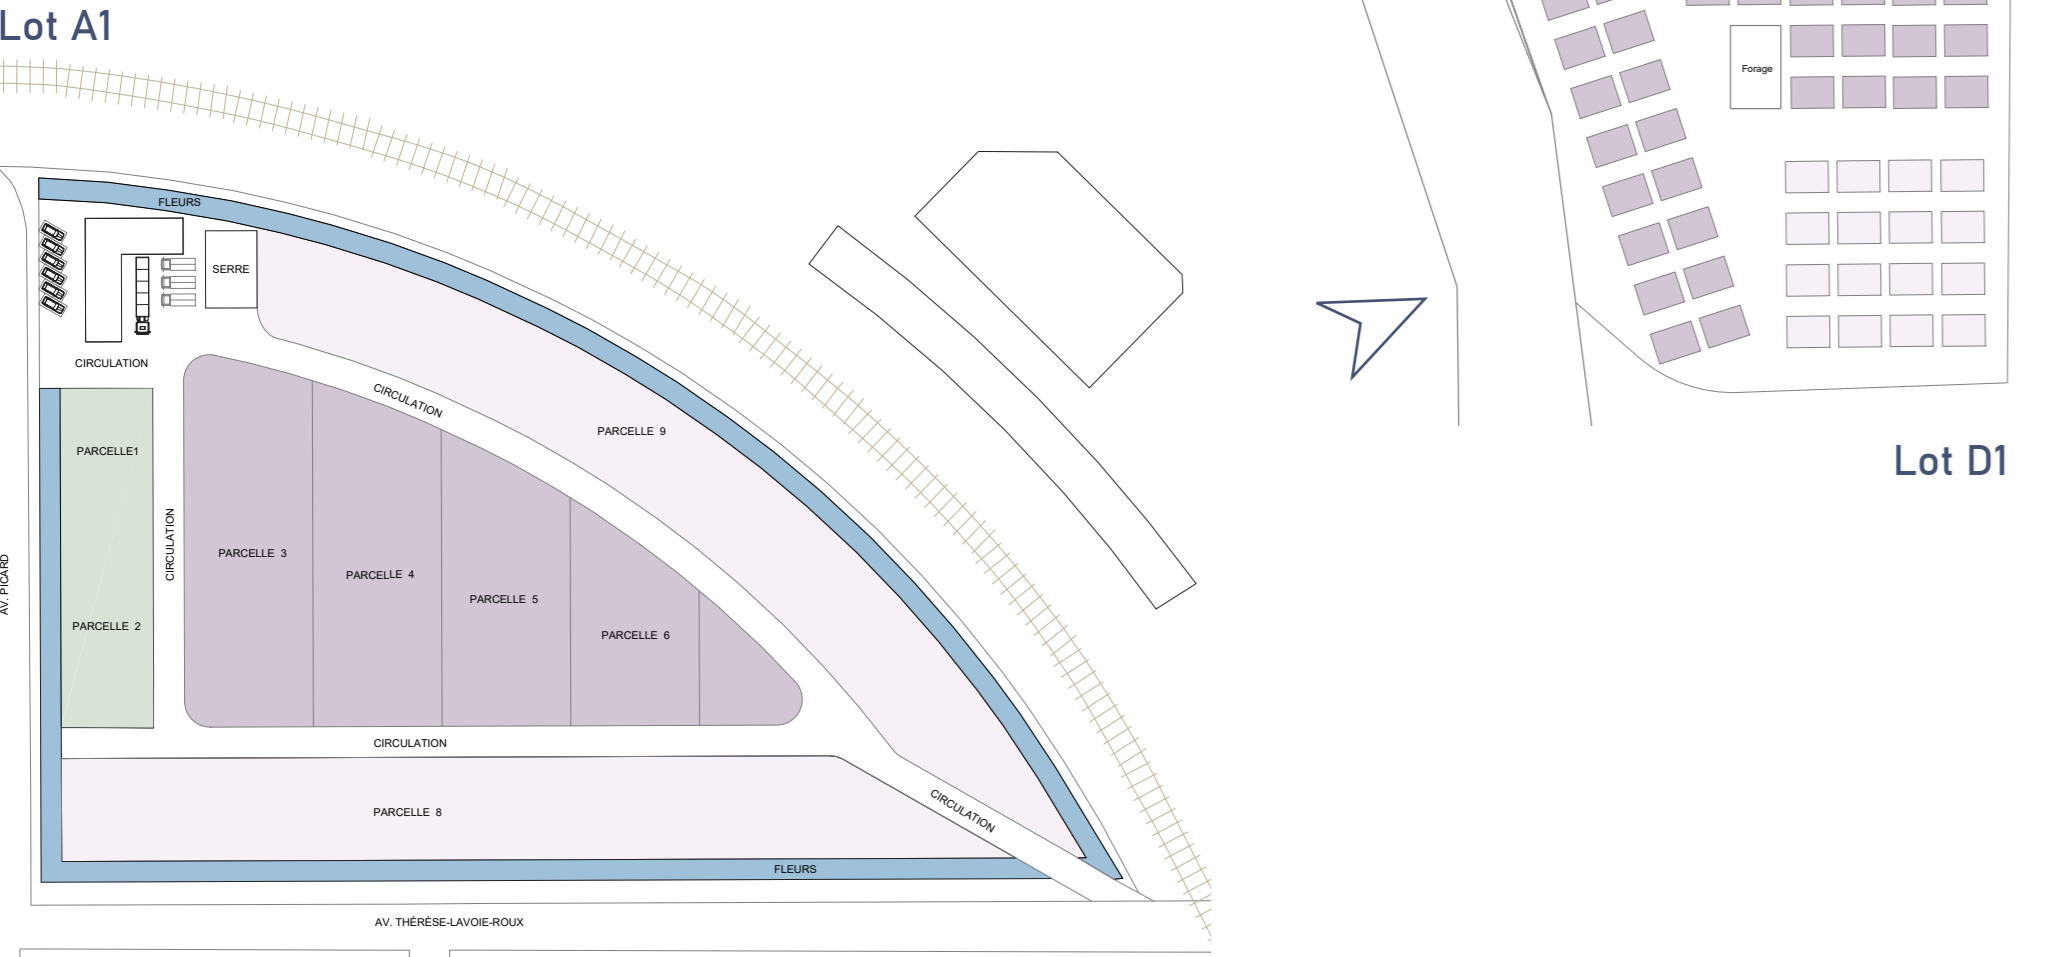 Lot A1
Forage
FLEURS
SERRE
CIRCULATION
CIRCULATION
PARCELLE 9
PARCELLE1
CIRCULATION
PARCELLE 3
PARCELLE 4
PARCELLE 5
PARCELLE 6
PARCELLE 2
AV. PICARD
CIRCULATION
PARCELLE 8
CIRCULATION
FLEURS
AV. THÉRÈSE-LAVOIE-ROUX
Lot D1